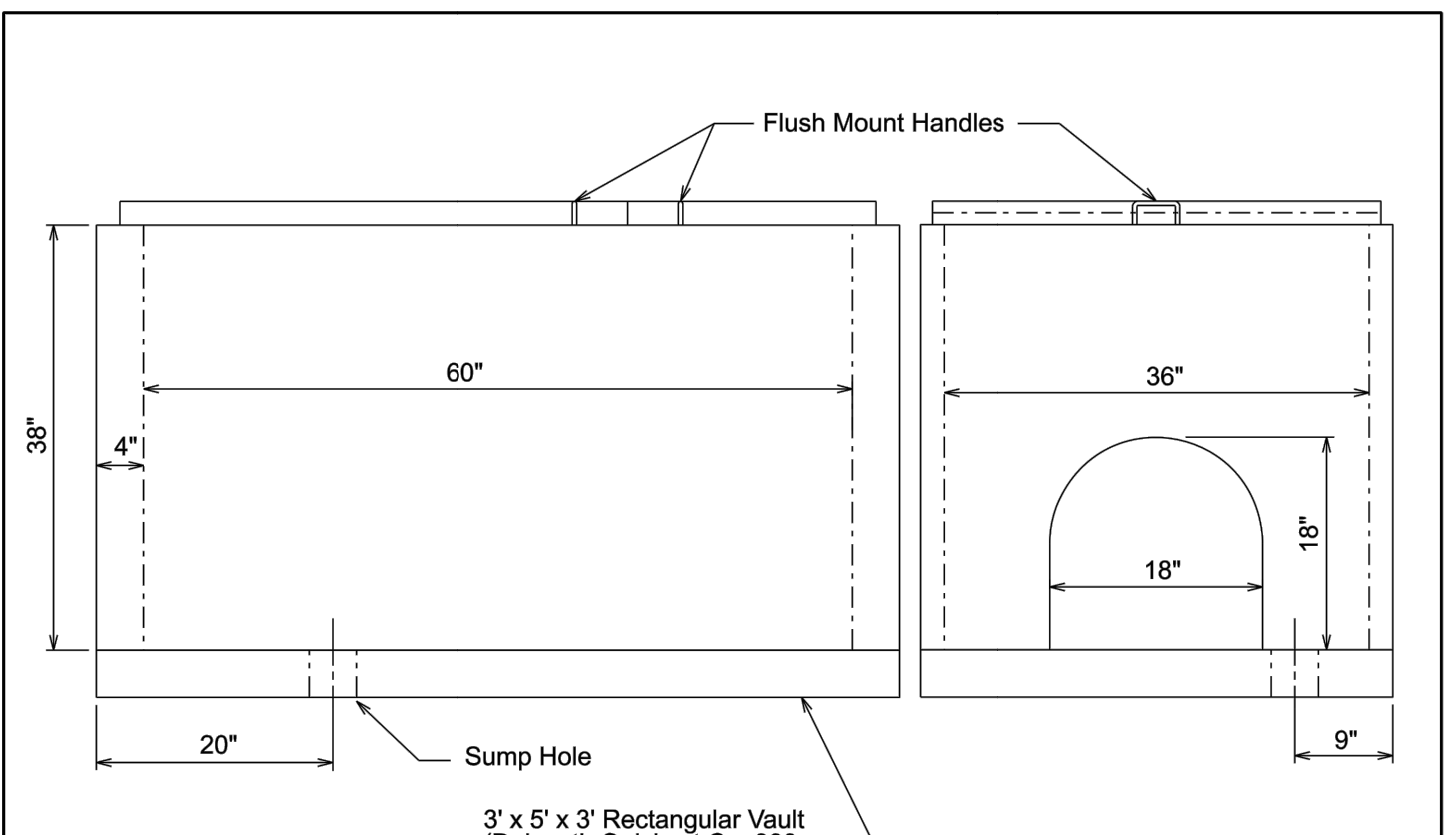 Flush Mount Handles
60"
36"
38"
4"
18"
18"
20"
Sump Hole
9"
3' x 5' x 3' Rectangular Vault